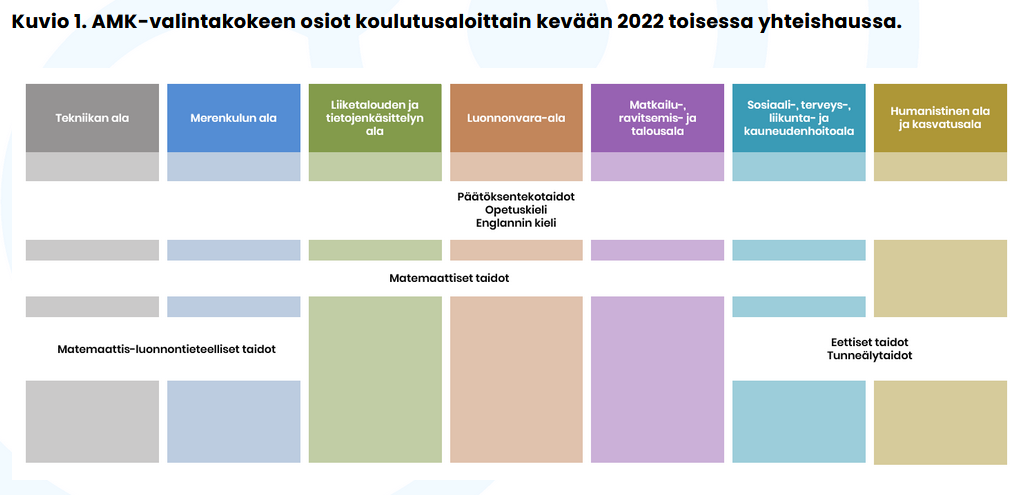 Kuvio 1. AMK-valintakokeen osiot koulutusaloittain kevään 2022 toisessa yhteishaussa.
Tekniikan ala
Merenkulun ala
Liiketalouden ja
tietojenkäsittelyn
ala
Luonnonvara-ala
Matkailu-,
ravitsemis- ja
talousala
Sosiaali-, terveys-,
liikunta- ja
kauneudenhoitoala
Humanistinen ala
ja kasvatusala
Päätöksentekotaidot
Opetuskieli
Englannin kieli
Matemaattiset taidot
Matemaattis-luonnontieteelliset taidot
Eettiset taidot
Tunneälytaidot